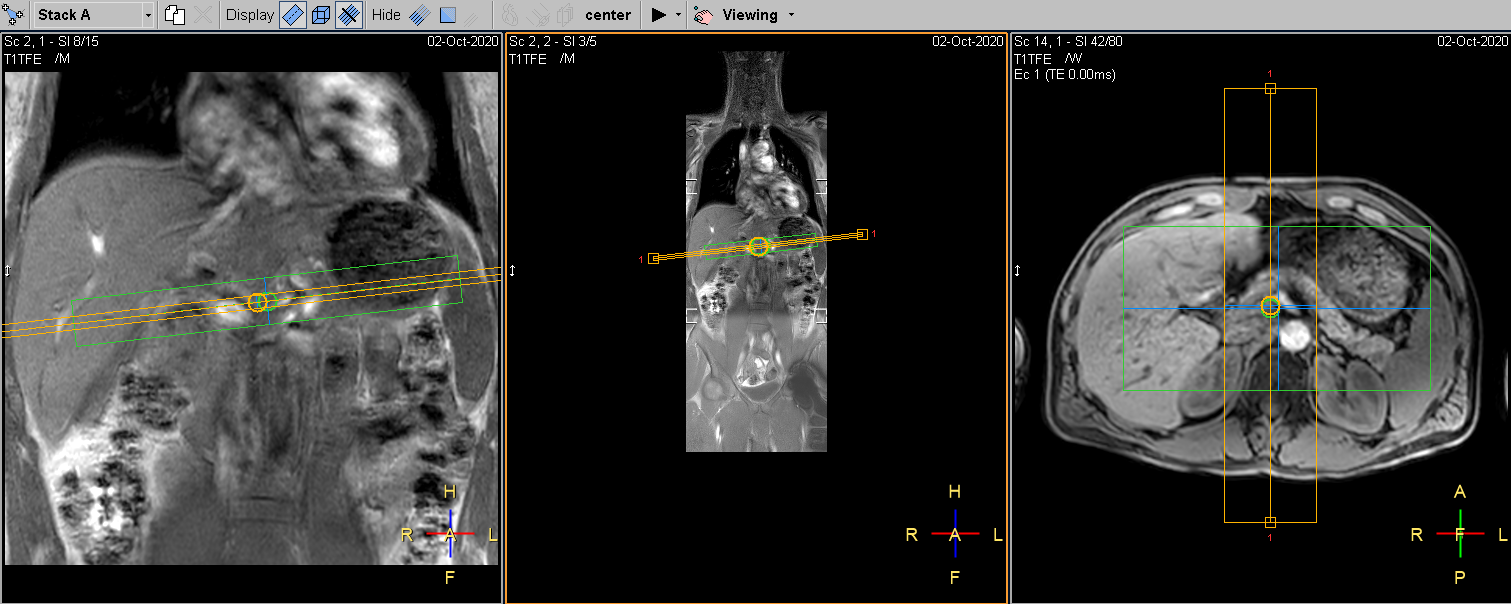 Stack A Display Hide center Viewing
Sc 2, 1 - Sl 8/15 02-Oct-2020
T1TFE /M
H
R A L
F
Sc 2, 2 - Sl 3/5 02-Oct-2020
T1TFE /M
1
1
H
R A L
F
Sc 14, 1 - Sl 42/80 02-Oct-2020
T1TFE /W
Ec 1 (TE 0.00ms)
1
1
A
R F L
P